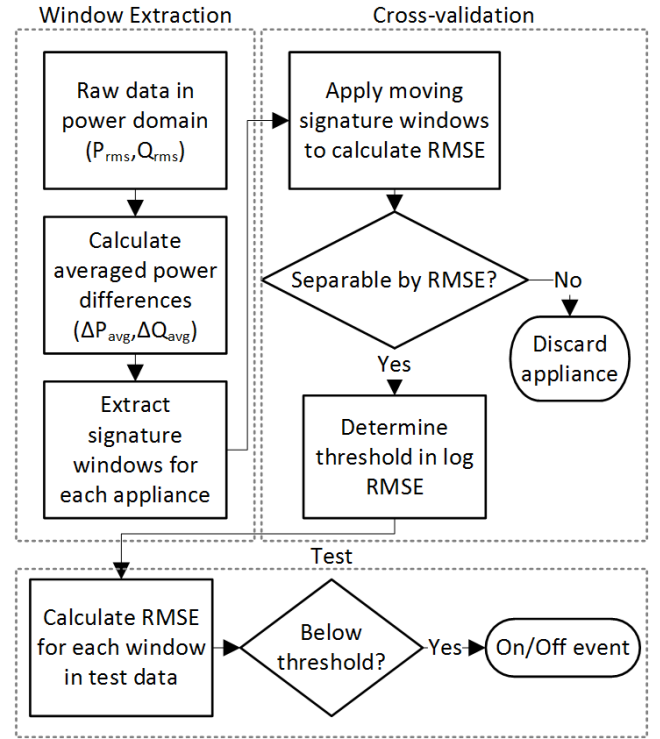 Window Extraction
Raw data in
power domain
(Prms,Qrms)
Calculate
averaged power
differences
(ΔPavg,ΔQavg)
Extract
signature
windows for
each appliance
Cross-validation
Apply moving
signature windows
to calculate RMSE
Separable by RMSE?
No
Discard
appliance
Yes
Determine
threshold in log
RMSE
Test
Calculate RMSE
for each window
in test data
Below
threshold?
Yes
On/Off event